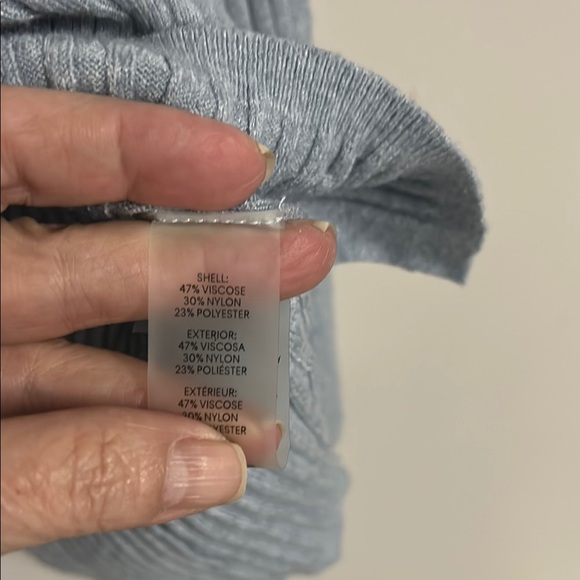 SHELL:
47% VISCOSE
30% NYLON
23% POLYESTER
EXTERIOR:
47% VISCOSA
30% NYLON
23% POLIÉSTER
EXTÉRIEUR:
47% VISCOSE
30% NYLON